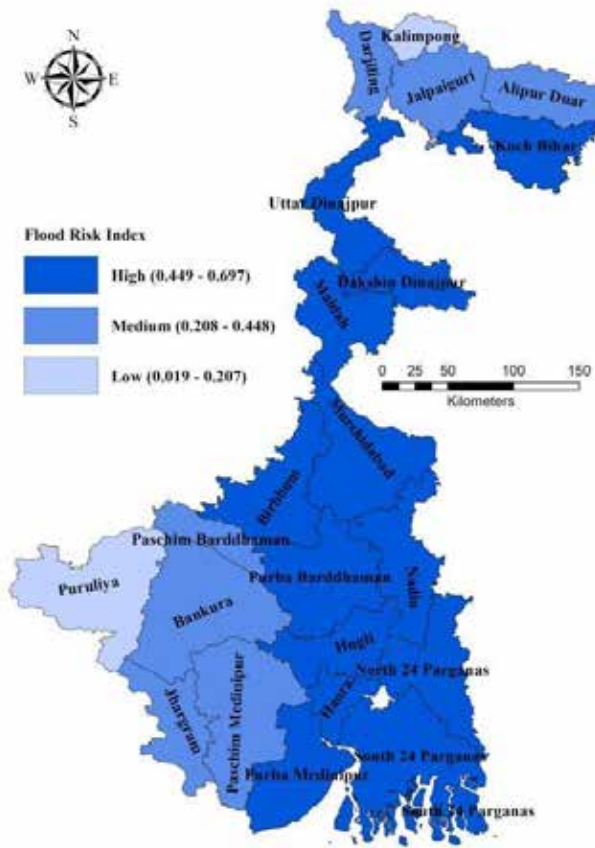 Kalimpong
Darjiling
N
Jalpaiguri
W
E
Alipur Duar
S
Koch Bihar
Uttar Dinajpur
Flood Risk Index
High (0.449 - 0.697)
Dakshin Dinajpur
Maldah
Medium (0.208 - 0.448)
Low (0.019 - 0.207)
0 25 50 100 150
Kilometers
Murshidabad
Birbhum
Paschim Barddhaman
Purba Barddhaman
Puruliya
Nadia
Bankura
Hugli
North 24 Parganas
Haora
Jhargram
Paschim Medinipur
South 24 Parganas
Purba Medinipur
South 24 Parganas